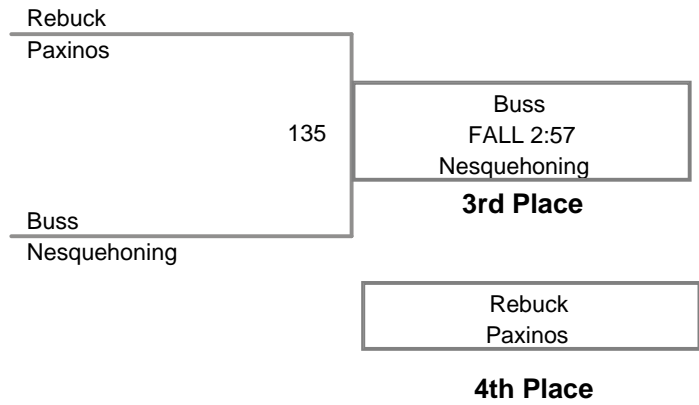 Rebuck
Paxinos
135
Buss
FALL 2:57
Nesquehoning
3rd Place
Buss
Nesquehoning
Rebuck
Paxinos
4th Place